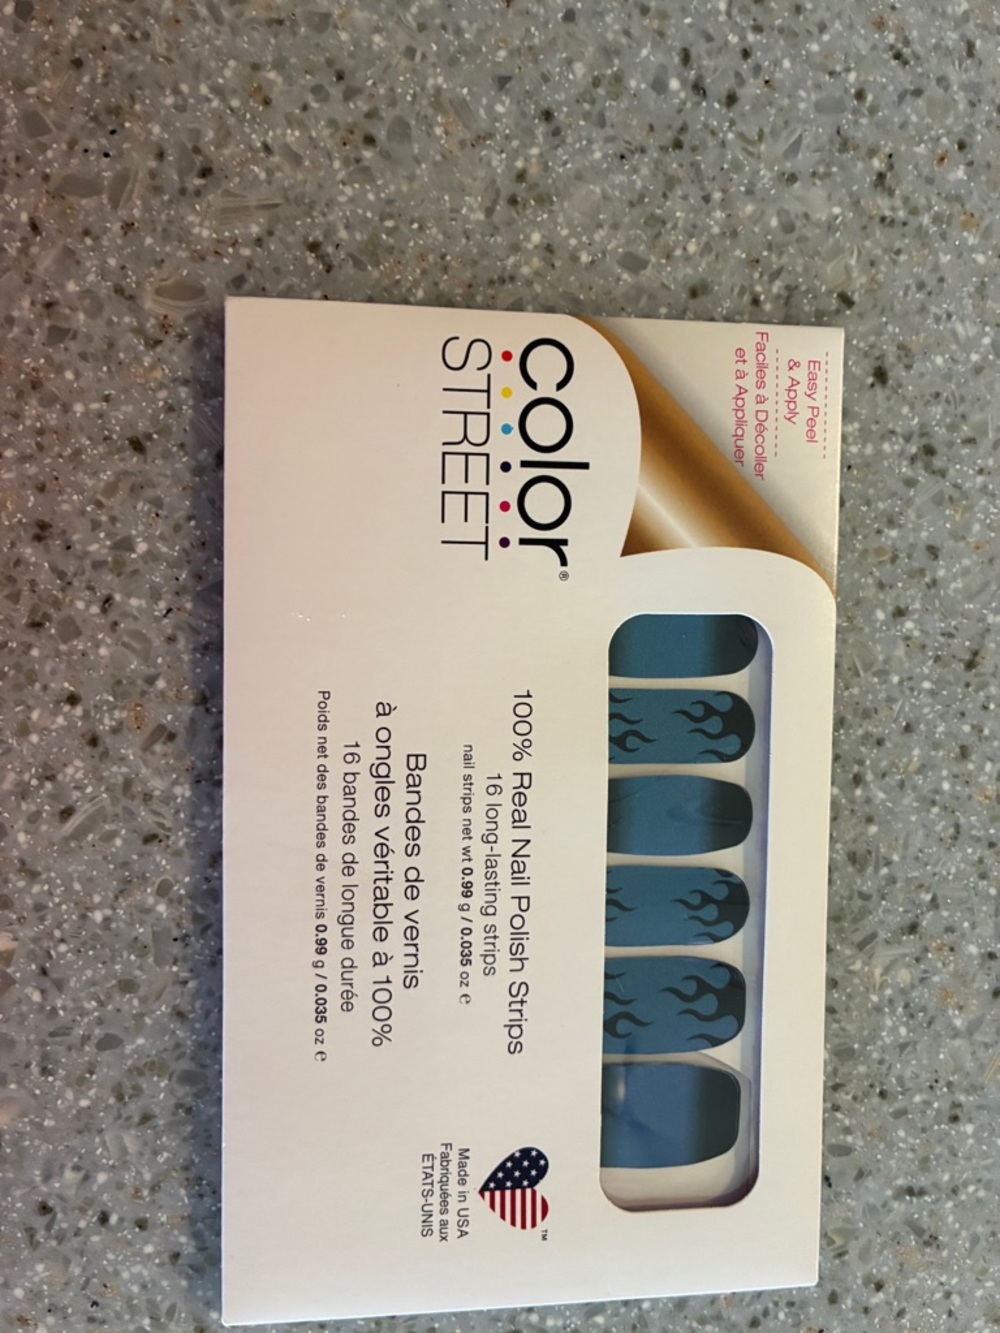 Easy Peel
& Apply
Faciles à Décoller
et à Appliquer
color®
STREET
100% Real Nail Polish Strips
16 long-lasting strips
nail strips net wt 0.99 g / 0.035 oz e
Bandes de vernis
à ongles véritable à 100%
16 bandes de longue durée
Poids net des bandes de vernis 0.99 g / 0.035 oz e
TM
Made in USA
Fabriquées aux
ÉTATS-UNIS